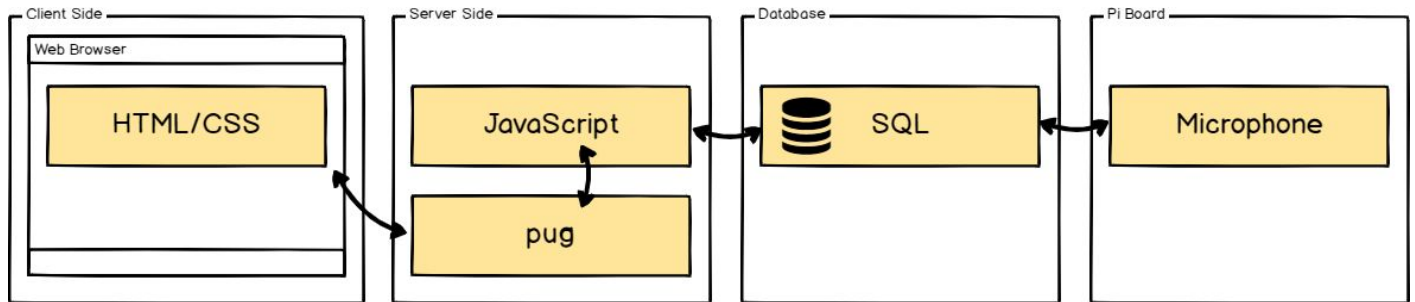 Client Side
Server Side
Database
Pi Board
Web Browser
HTML/CSS
JavaScript
SQL
Microphone
pug